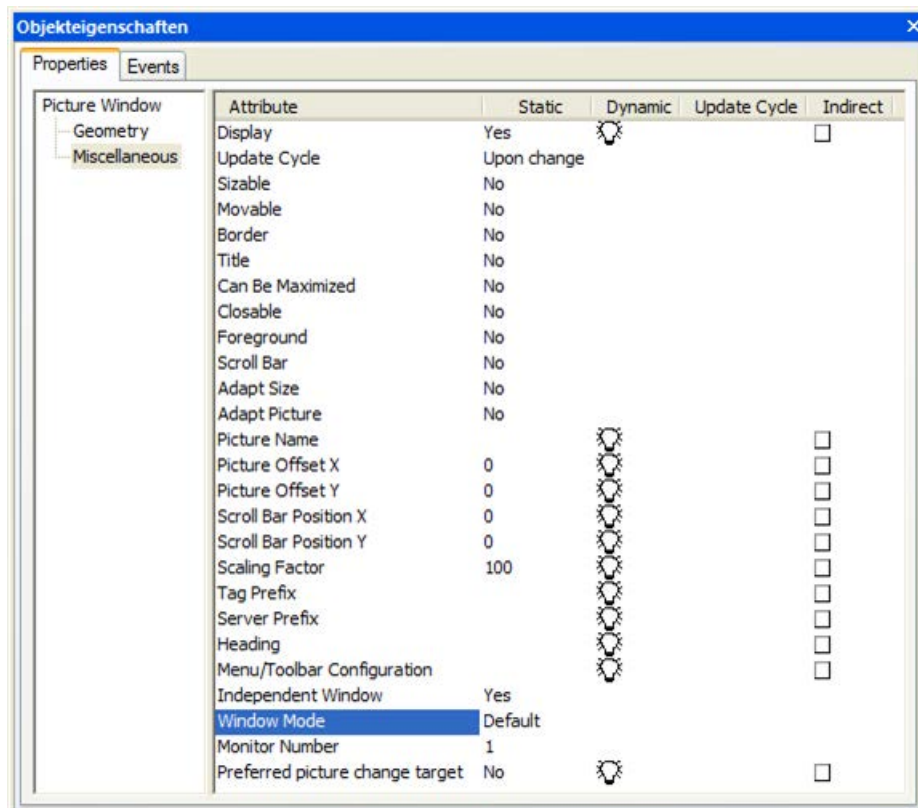 Objekteigenschaften
Properties Events
Picture Window
Geometry
Miscellaneous
Attribute Static Dynamic Update Cycle Indirect
Display Yes
Update Cycle Upon change
Sizable No
Movable No
Border No
Title No
Can Be Maximized No
Closable No
Foreground No
Scroll Bar No
Adapt Size No
Adapt Picture No
Picture Name
Picture Offset X 0
Picture Offset Y 0
Scroll Bar Position X 0
Scroll Bar Position Y 0
Scaling Factor 100
Tag Prefix
Server Prefix
Heading
Menu/Toolbar Configuration
Independent Window Yes
Window Mode Default
Monitor Number 1
Preferred picture change target No